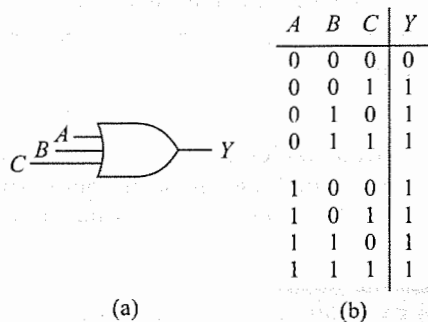 A B C Y
0 0 0 0
0 0 1 1
0 1 0 1
0 1 1 1
1 0 0 1
1 0 1 1
1 1 0 1
1 1 1 1
A
B
C
Y
(a) (b)